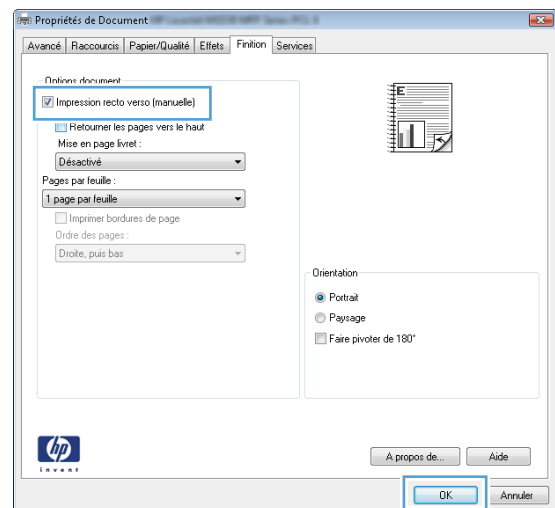 Propriétés de Document
Avancé Raccourcis Papier/Qualité Effets Finition Services
Options document
Impression recto verso (manuelle)
Retourner les pages vers le haut
Mise en page livret :
Désactivé
Pages par feuille :
1 page par feuille
Imprimer bordures de page
Ordre des pages :
Droite, puis bas
E
Orientation
Portrait
Paysage
Faire pivoter de 180°
hp
invent
A propos de... Aide
OK Annuler